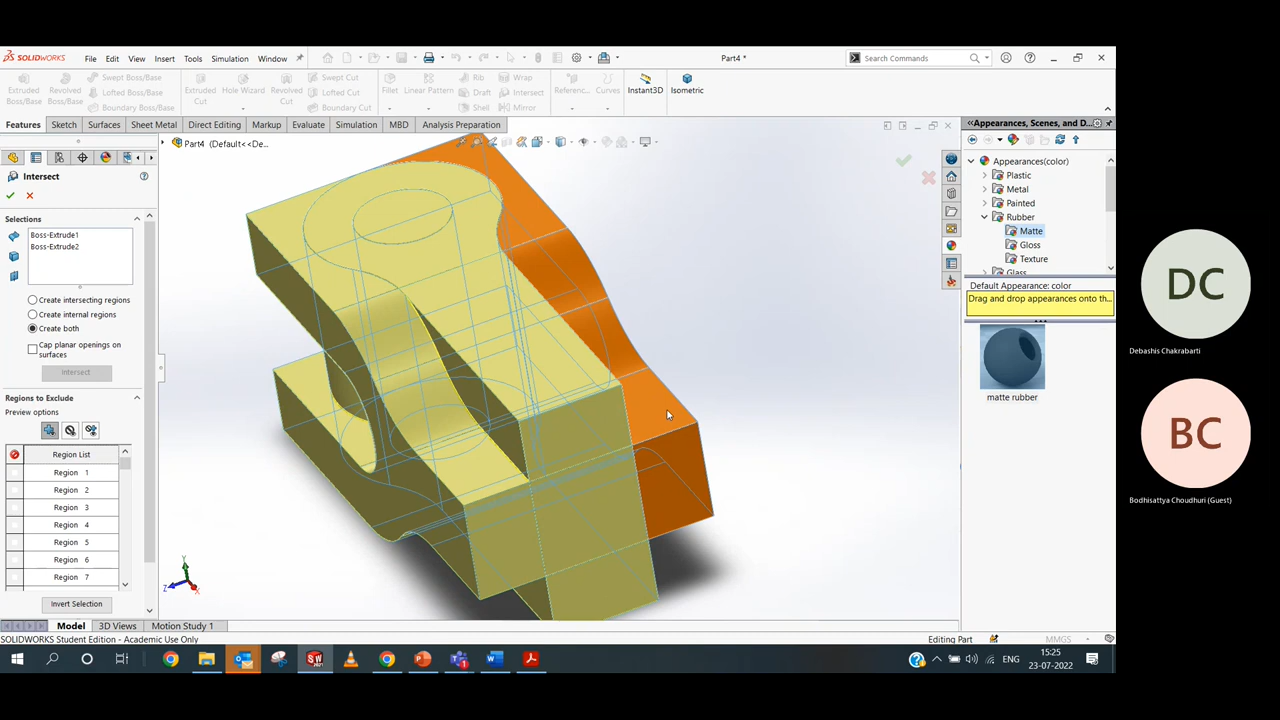 SOLIDWORKS File Edit View Insert Tools Simulation Window Part4 * Search Commands
Extruded Boss/Base Revolved Boss/Base Swept Boss/Base Lofted Boss/Base Boundary Boss/Base Extruded Cut Hole Wizard Revolved Cut Swept Cut Lofted Cut Boundary Cut Fillet Linear Pattern Rib Draft Shell Wrap Intersect Mirror Referenc... Curves Instant3D Isometric
Features Sketch Surfaces Sheet Metal Direct Editing Markup Evaluate Simulation MBD Analysis Preparation
Part4 (Default<<De...
Intersect
Selections
Boss-Extrude1
Boss-Extrude2
Create intersecting regions
Create internal regions
Create both
Cap planar openings on
surfaces
Intersect
Regions to Exclude
Preview options
Region List
Region 1
Region 2
Region 3
Region 4
Region 5
Region 6
Region 7
Invert Selection
Y
Z
X
<<Appearances, Scenes, and D...
Appearances(color)
Plastic
Metal
Painted
Rubber
Matte
Gloss
Texture
Glass
Default Appearance: color
Drag and drop appearances onto th...
matte rubber
DC
Debashis Chakrabarti
BC
Bodhisattya Choudhuri (Guest)
Model 3D Views Motion Study 1
SOLIDWORKS Student Edition - Academic Use Only Editing Part MMGS
ENG 15:25
23-07-2022